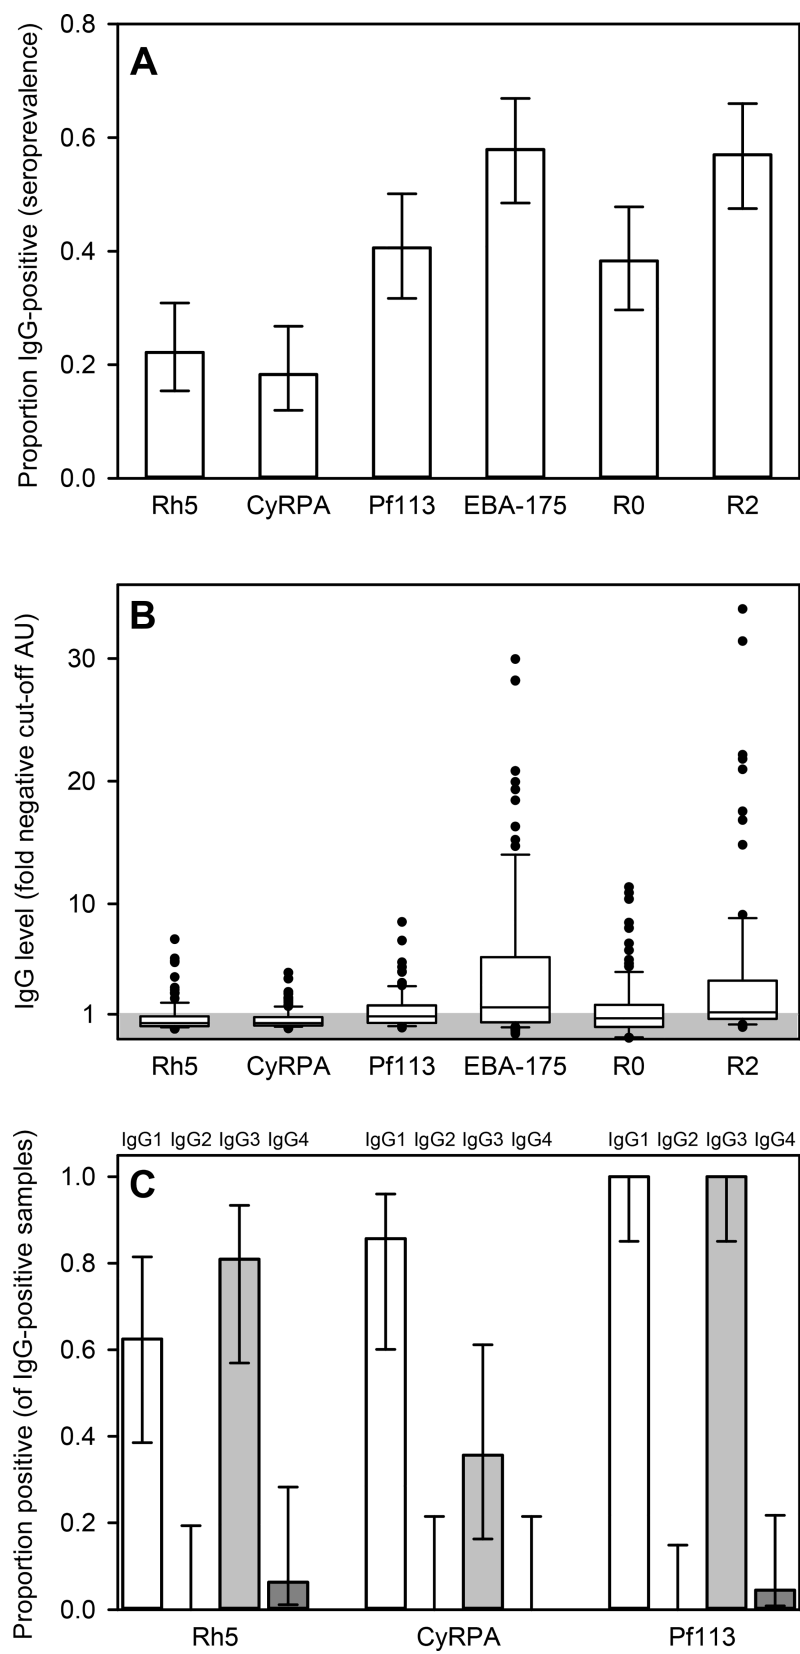 Proportion IgG-positive (seroprevalence)
A
0.8
0.6
0.4
0.2
0.0
Rh5 CyRPA Pf113 EBA-175 R0 R2
IgG level (fold negative cut-off AU)
B
30
20
10
1
Rh5 CyRPA Pf113 EBA-175 R0 R2
Proportion positive (of IgG-positive samples)
IgG1 IgG2 IgG3 IgG4 IgG1 IgG2 IgG3 IgG4 IgG1 IgG2 IgG3 IgG4
C
1.0
0.8
0.6
0.4
0.2
0.0
Rh5 CyRPA Pf113